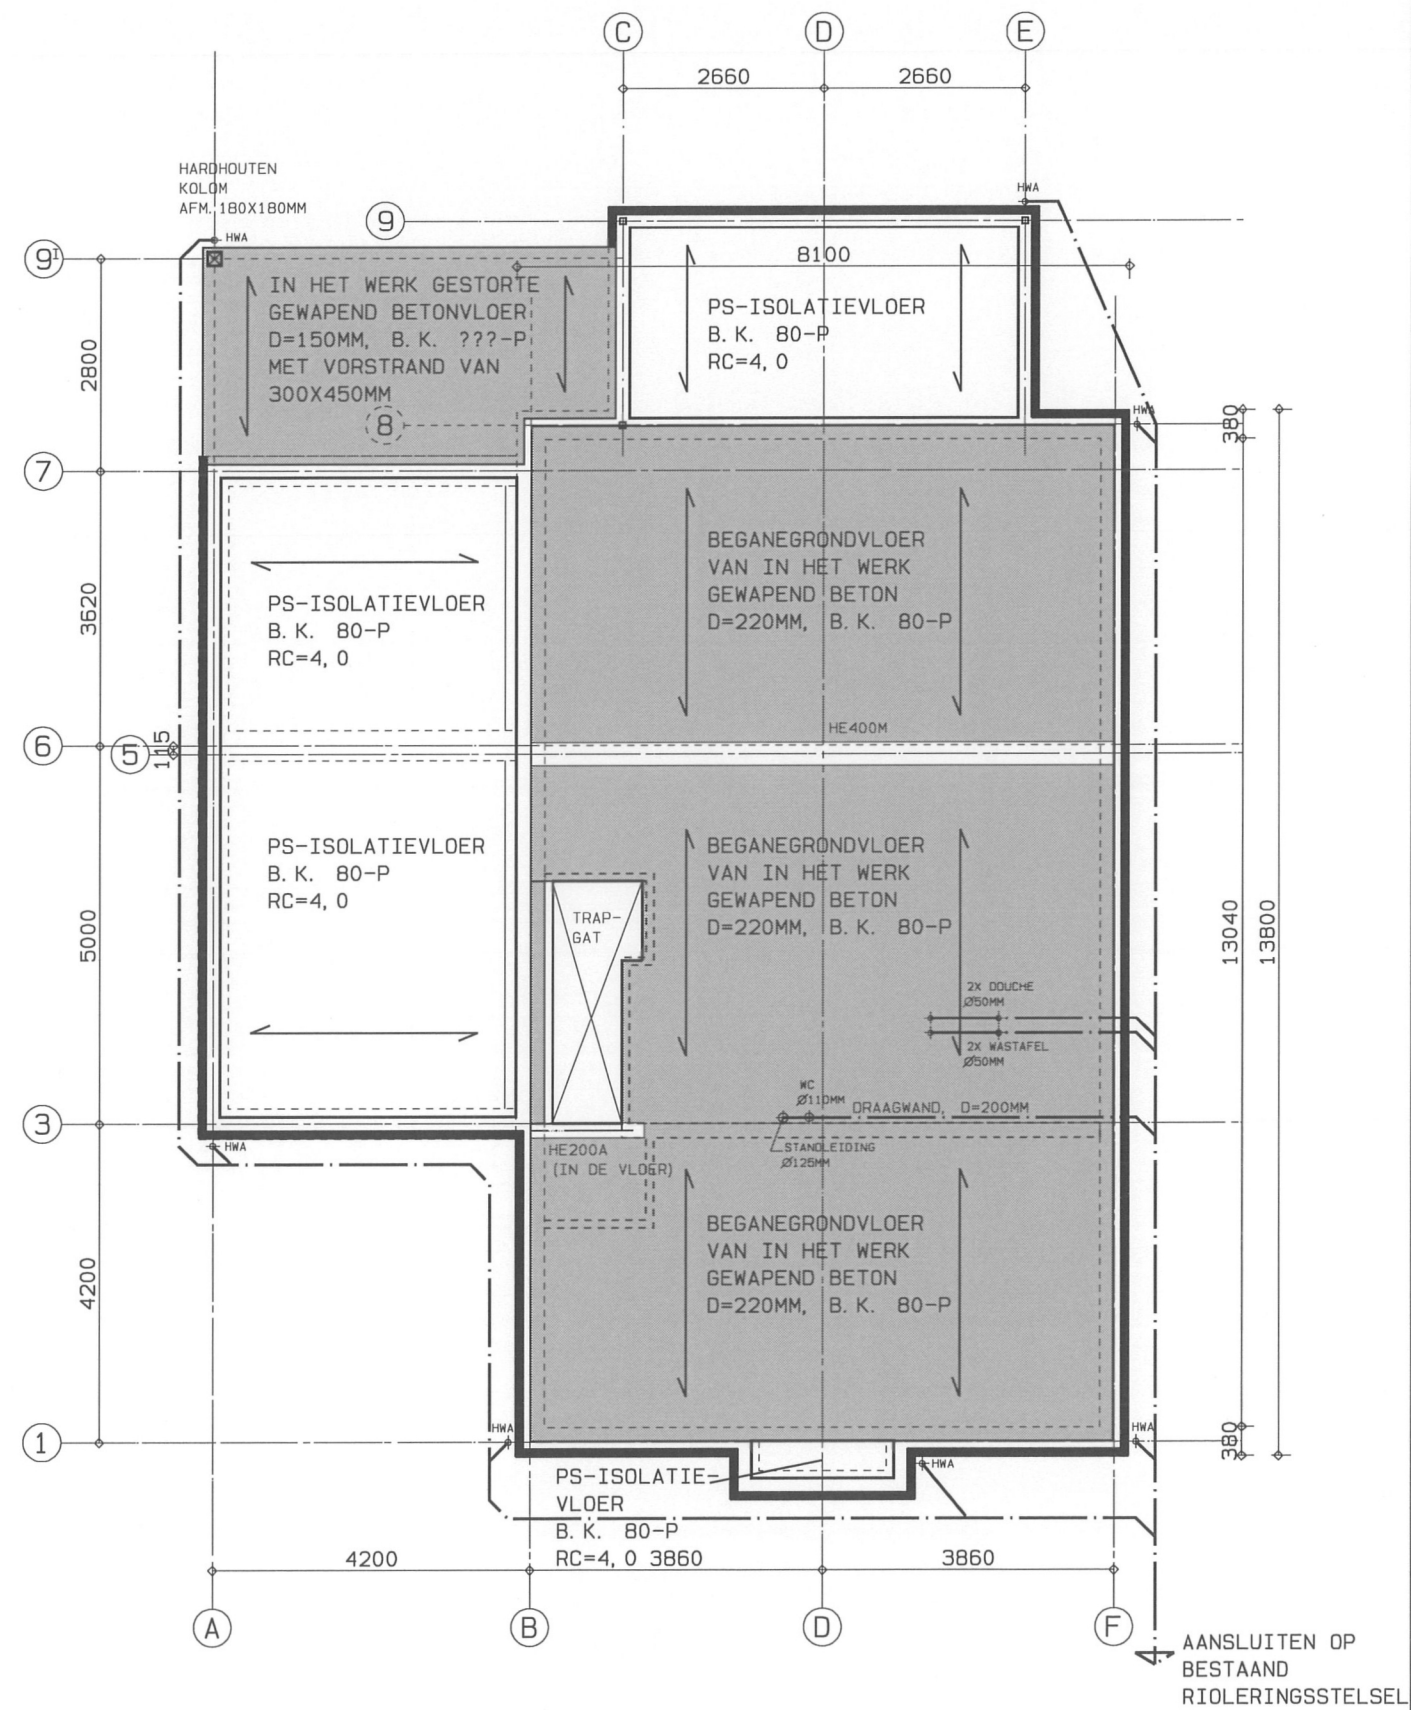 C
D
E
2660
2660
HARDHOUTEN
KOLOM
AFM. 180X180MM
HWA
HWA
9
9I
8100
IN HET WERK GESTORTE
GEWAPEND BETONVLOER
D=150MM, B.K. ???-P
MET VORSTRAND VAN
300X450MM
PS-ISOLATIEVLOER
B.K. 80-P
RC=4,0
2800
8
HWA
380
7
BEGANEGRONDVLOER
VAN IN HET WERK
GEWAPEND BETON
D=220MM, B.K. 80-P
3620
PS-ISOLATIEVLOER
B.K. 80-P
RC=4,0
HE400M
6
5
115
PS-ISOLATIEVLOER
B.K. 80-P
RC=4,0
BEGANEGRONDVLOER
VAN IN HET WERK
GEWAPEND BETON
D=220MM, B.K. 80-P
TRAP-
GAT
5000
13040
13800
2X DOUCHE
Ø50MM
2X WASTAFEL
Ø50MM
WC
Ø110MM
DRAAGWAND, D=200MM
3
HWA
HE200A
(IN DE VLOER)
STANDLEIDING
Ø125MM
BEGANEGRONDVLOER
VAN IN HET WERK
GEWAPEND BETON
D=220MM, B.K. 80-P
4200
1
HWA
HWA
380
HWA
PS-ISOLATIE-
VLOER
B.K. 80-P
RC=4,0
4200
3860
3860
A
B
D
F
AANSLUITEN OP
BESTAAND
RIOLERINGSSTELSEL